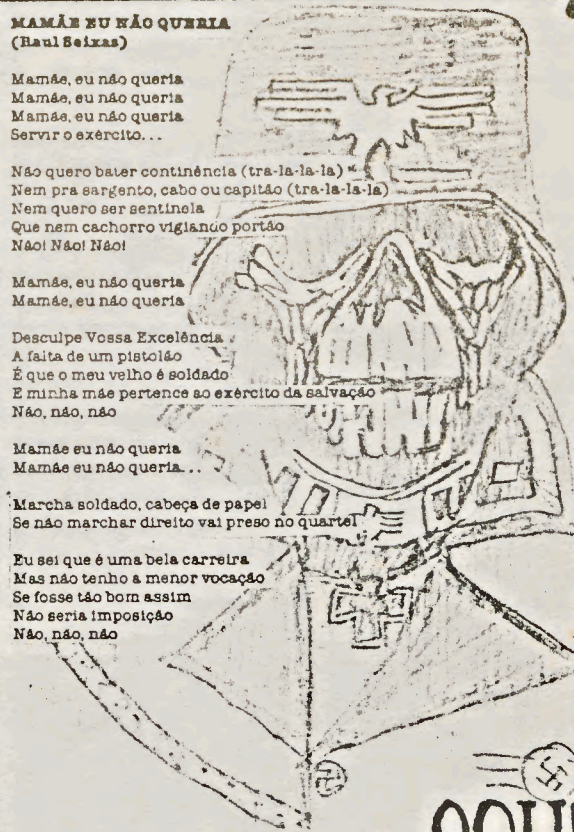 MAMÃE EU NÃO QUERIA
(Raul Seixas)
Mamãe, eu não queria
Mamãe, eu não queria
Mamãe, eu não queria
Servir o exército...
Não quero bater continência (tra-la-la-la)
Nem pra sargento, cabo ou capitão (tra-la-la-la)
Nem quero ser sentinela
Que nem cachorro vigiando portão
Não! Não! Não!
Mamãe, eu não queria
Mamãe, eu não queria
Desculpe Vossa Excelência
A falta de um pistolão
É que o meu velho é soldado
E minha mãe pertence ao exército da salvação
Não, não, não
Mamãe eu não queria
Mamãe eu não queria...
Marcha soldado, cabeça de papel
Se não marchar direito vai preso no quartel
Eu sei que é uma bela carreira
Mas não tenho a menor vocação
Se fosse tão bom assim
Não seria imposição
Não, não, não